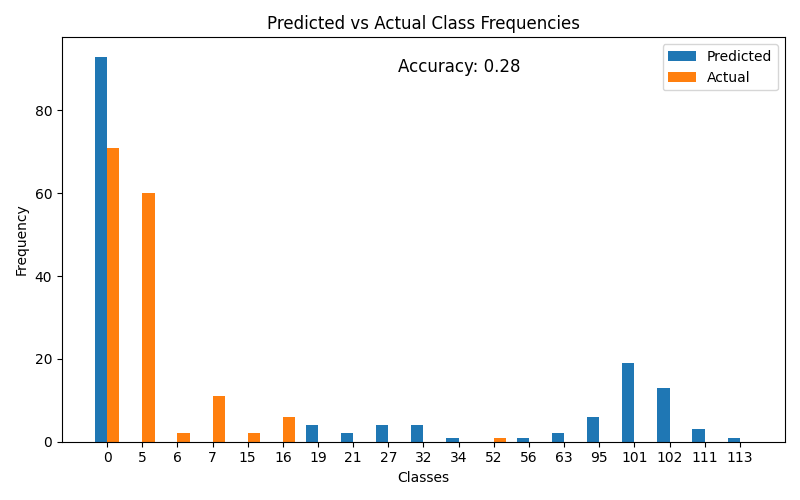 Predicted vs Actual Class Frequencies
Accuracy: 0.28
Predicted
Actual
Frequency
80
60
40
20
0
0 5 6 7 15 16 19 21 27 32 34 52 56 63 95 101 102 111 113
Classes